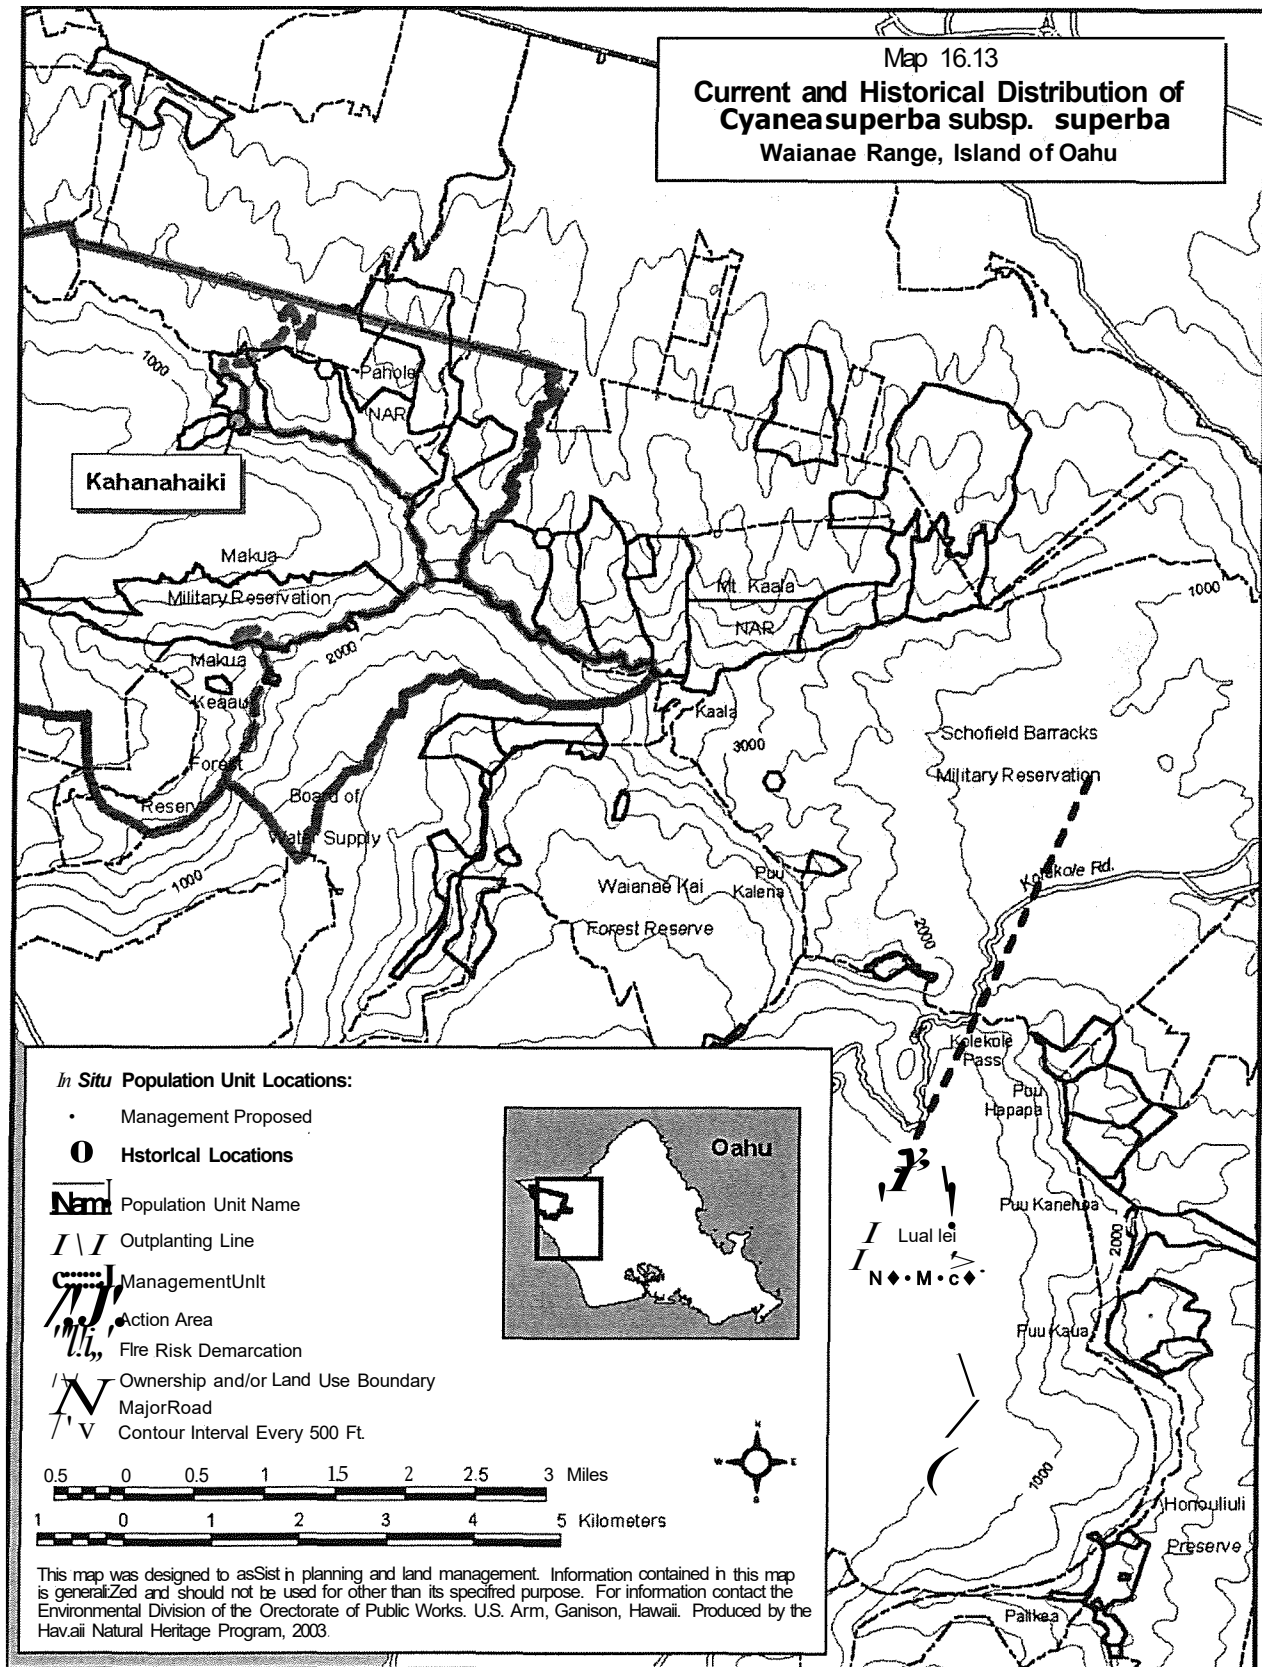 Map 16.13
Current and Historical Distribution of
Cyaneasuperba subsp. superba
Waianae Range, Island of Oahu
1000
Pahole
NAR
Kahanahaiki
Makua
Military Reservation
2000
Makua
Keaau
Forest
Reserve
Board of
Water Supply
1000
Mt. Kaala
NAR
1000
Kaala
3000
Schofield Barracks
Military Reservation
Kolekole Rd.
Puu
Kalena
Waianae Kai
Forest Reserve
2000
Kolekole
Pass
Puu
Hapapa
Puu Kanehoa
2000
Lual lei
N♦•M•c♦
Puu Kaua
1000
Honouliuli
Preserve
Palikea
In Situ Population Unit Locations:
• Management Proposed
O Hstorlcal Locations
Nam Population Unit Name
I \ I Outplanting Line
ManagementUnlt
Action Area
Flre Risk Demarcation
Ownership and/or Land Use Boundary
MajorRoad
Contour Interval Every 500 Ft.
Oahu
N
W E
S
0.5 0 0.5 1 1.5 2 2.5 3 Miles
1 0 1 2 3 4 5 Kilometers
This map was designed to asSist in planning and land management. Information contained in this map
is generaliZed and should not be used for other than its specifred purpose. For information contact the
Environmental Division of the Orectorate of Public Works. U.S. Arm, Ganison, Hawaii. Produced by the
Hav.aii Natural Heritage Program, 2003.